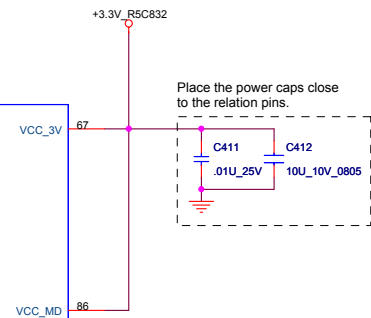 +3.3V_R5C832
Place the power caps close
to the relation pins.
VCC_3V 67
C411 C412
.01U_25V 10U_10V_0805
VCC_MD 86